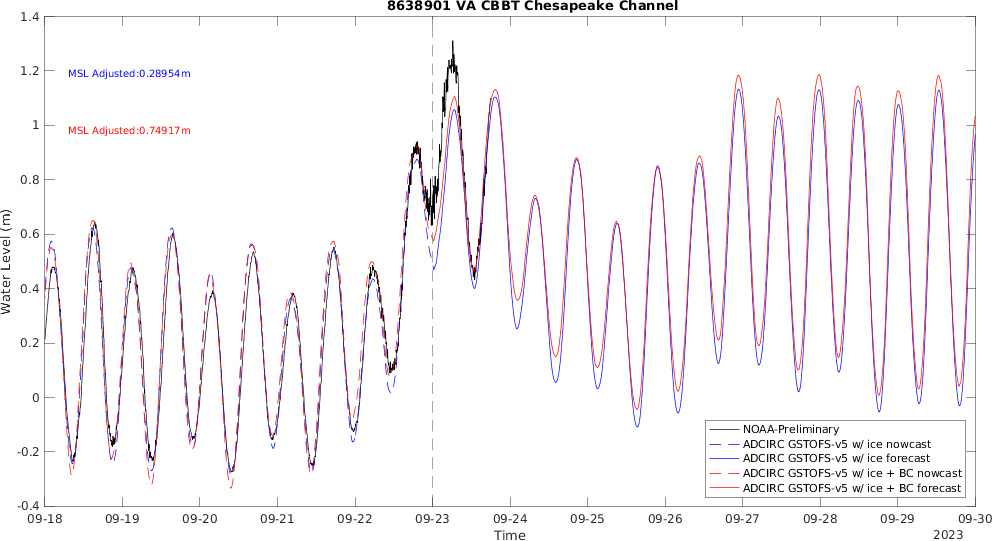 8638901 VA CBBT Chesapeake Channel
1.4
1.2
1
0.8
0.6
0.4
0.2
0
-0.2
-0.4
Water Level (m)
MSL Adjusted:0.28954m
MSL Adjusted:0.74917m
NOAA-Preliminary
ADCIRC GSTOFS-v5 w/ ice nowcast
ADCIRC GSTOFS-v5 w/ ice forecast
ADCIRC GSTOFS-v5 w/ ice + BC nowcast
ADCIRC GSTOFS-v5 w/ ice + BC forecast
09-18 09-19 09-20 09-21 09-22 09-23 09-24 09-25 09-26 09-27 09-28 09-29 09-30
Time
2023